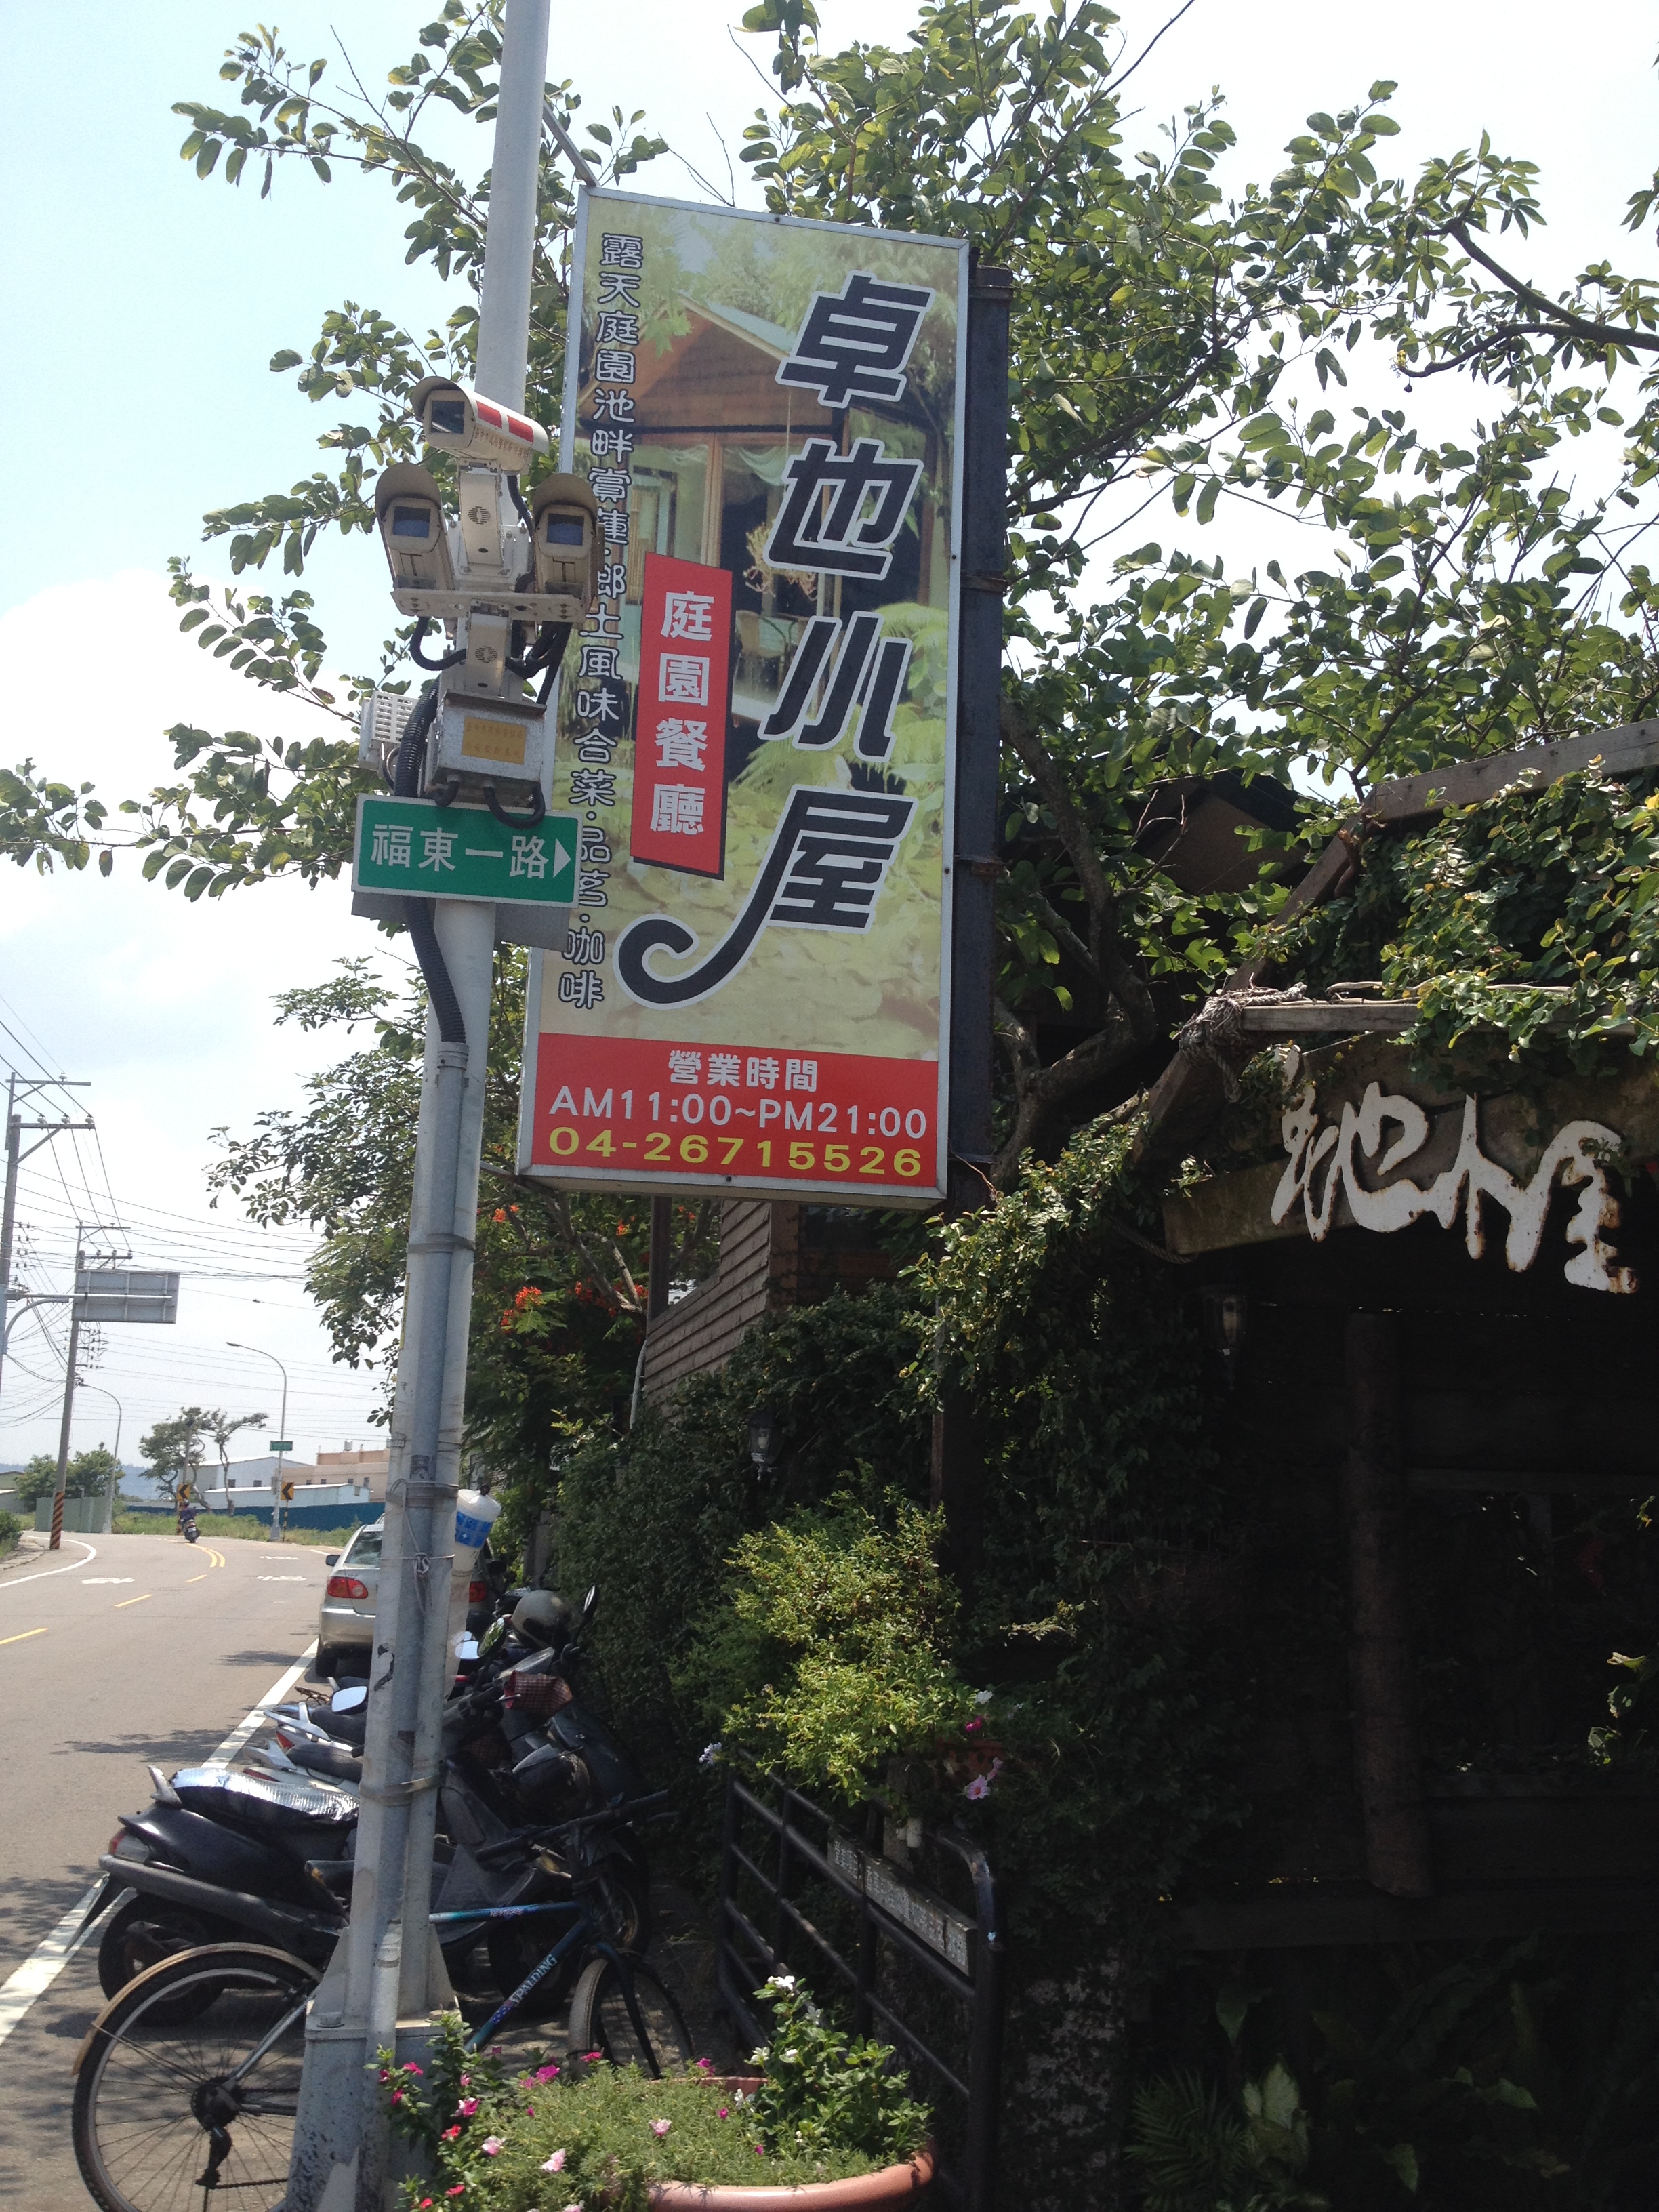 卓也小屋
庭園餐廳
露天庭園池畔賞蓮·鄉土風味合菜·品茗·咖啡
營業時間
AM11:00~PM21:00
04-26715526
福東一路
卓也小屋
SPALDING